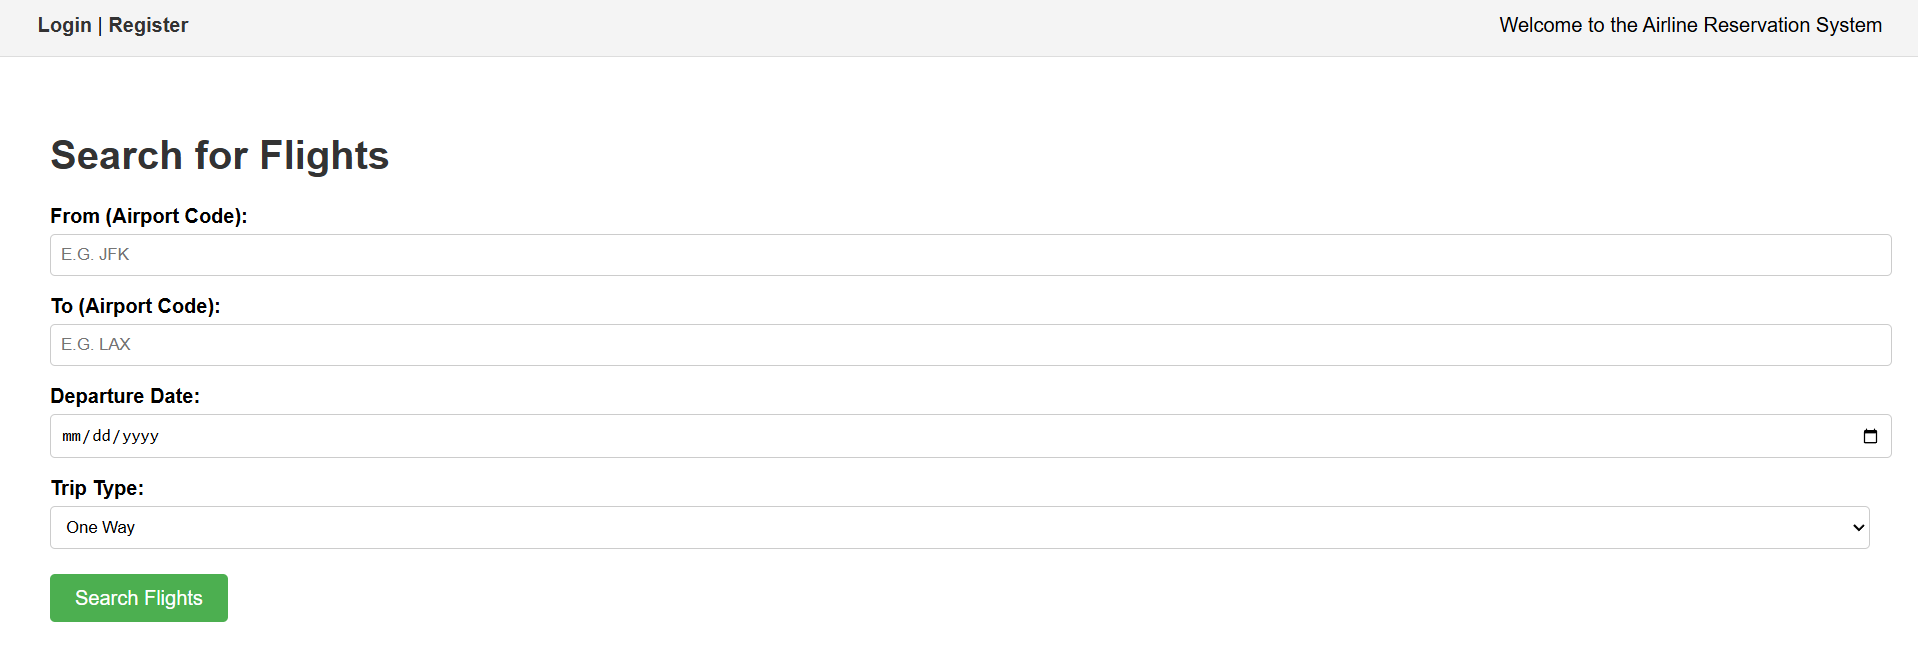 Login | Register
Welcome to the Airline Reservation System
Search for Flights
From (Airport Code):
E.G. JFK
To (Airport Code):
E.G. LAX
Departure Date:
mm/dd/yyyy
Trip Type:
One Way
Search Flights